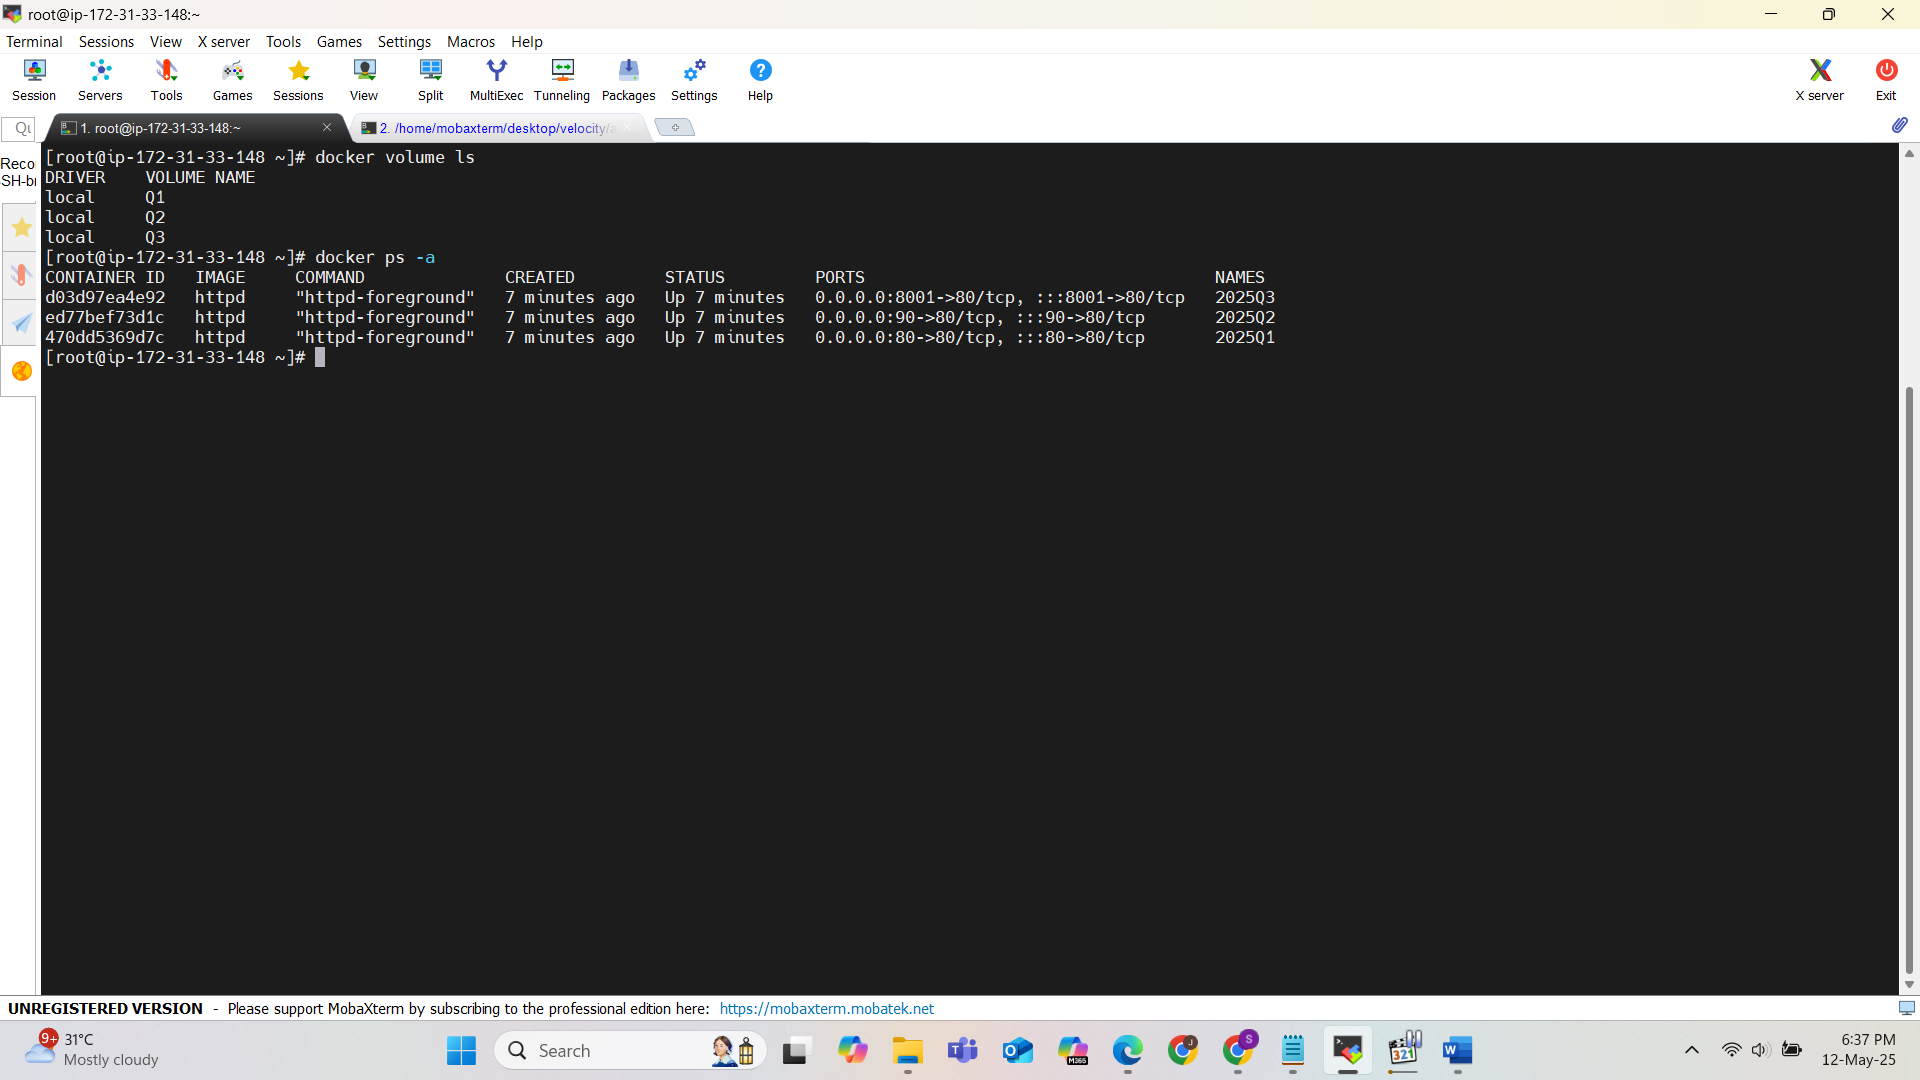 root@ip-172-31-33-148:~
Terminal Sessions View X server Tools Games Settings Macros Help
Session Servers Tools Games Sessions View Split MultiExec Tunneling Packages Settings Help X server Exit
1. root@ip-172-31-33-148:~
2. /home/mobaxterm/desktop/velocity/
[root@ip-172-31-33-148 ~]# docker volume ls
DRIVER VOLUME NAME
local Q1
local Q2
local Q3
[root@ip-172-31-33-148 ~]# docker ps -a
CONTAINER ID IMAGE COMMAND CREATED STATUS PORTS NAMES
d03d97ea4e92 httpd "httpd-foreground" 7 minutes ago Up 7 minutes 0.0.0.0:8001->80/tcp, :::8001->80/tcp 2025Q3
ed77bef73d1c httpd "httpd-foreground" 7 minutes ago Up 7 minutes 0.0.0.0:90->80/tcp, :::90->80/tcp 2025Q2
470dd5369d7c httpd "httpd-foreground" 7 minutes ago Up 7 minutes 0.0.0.0:80->80/tcp, :::80->80/tcp 2025Q1
[root@ip-172-31-33-148 ~]#
UNREGISTERED VERSION - Please support MobaXterm by subscribing to the professional edition here: https://mobaxterm.mobatek.net
9+
31°C
Mostly cloudy
Search
6:37 PM
12-May-25